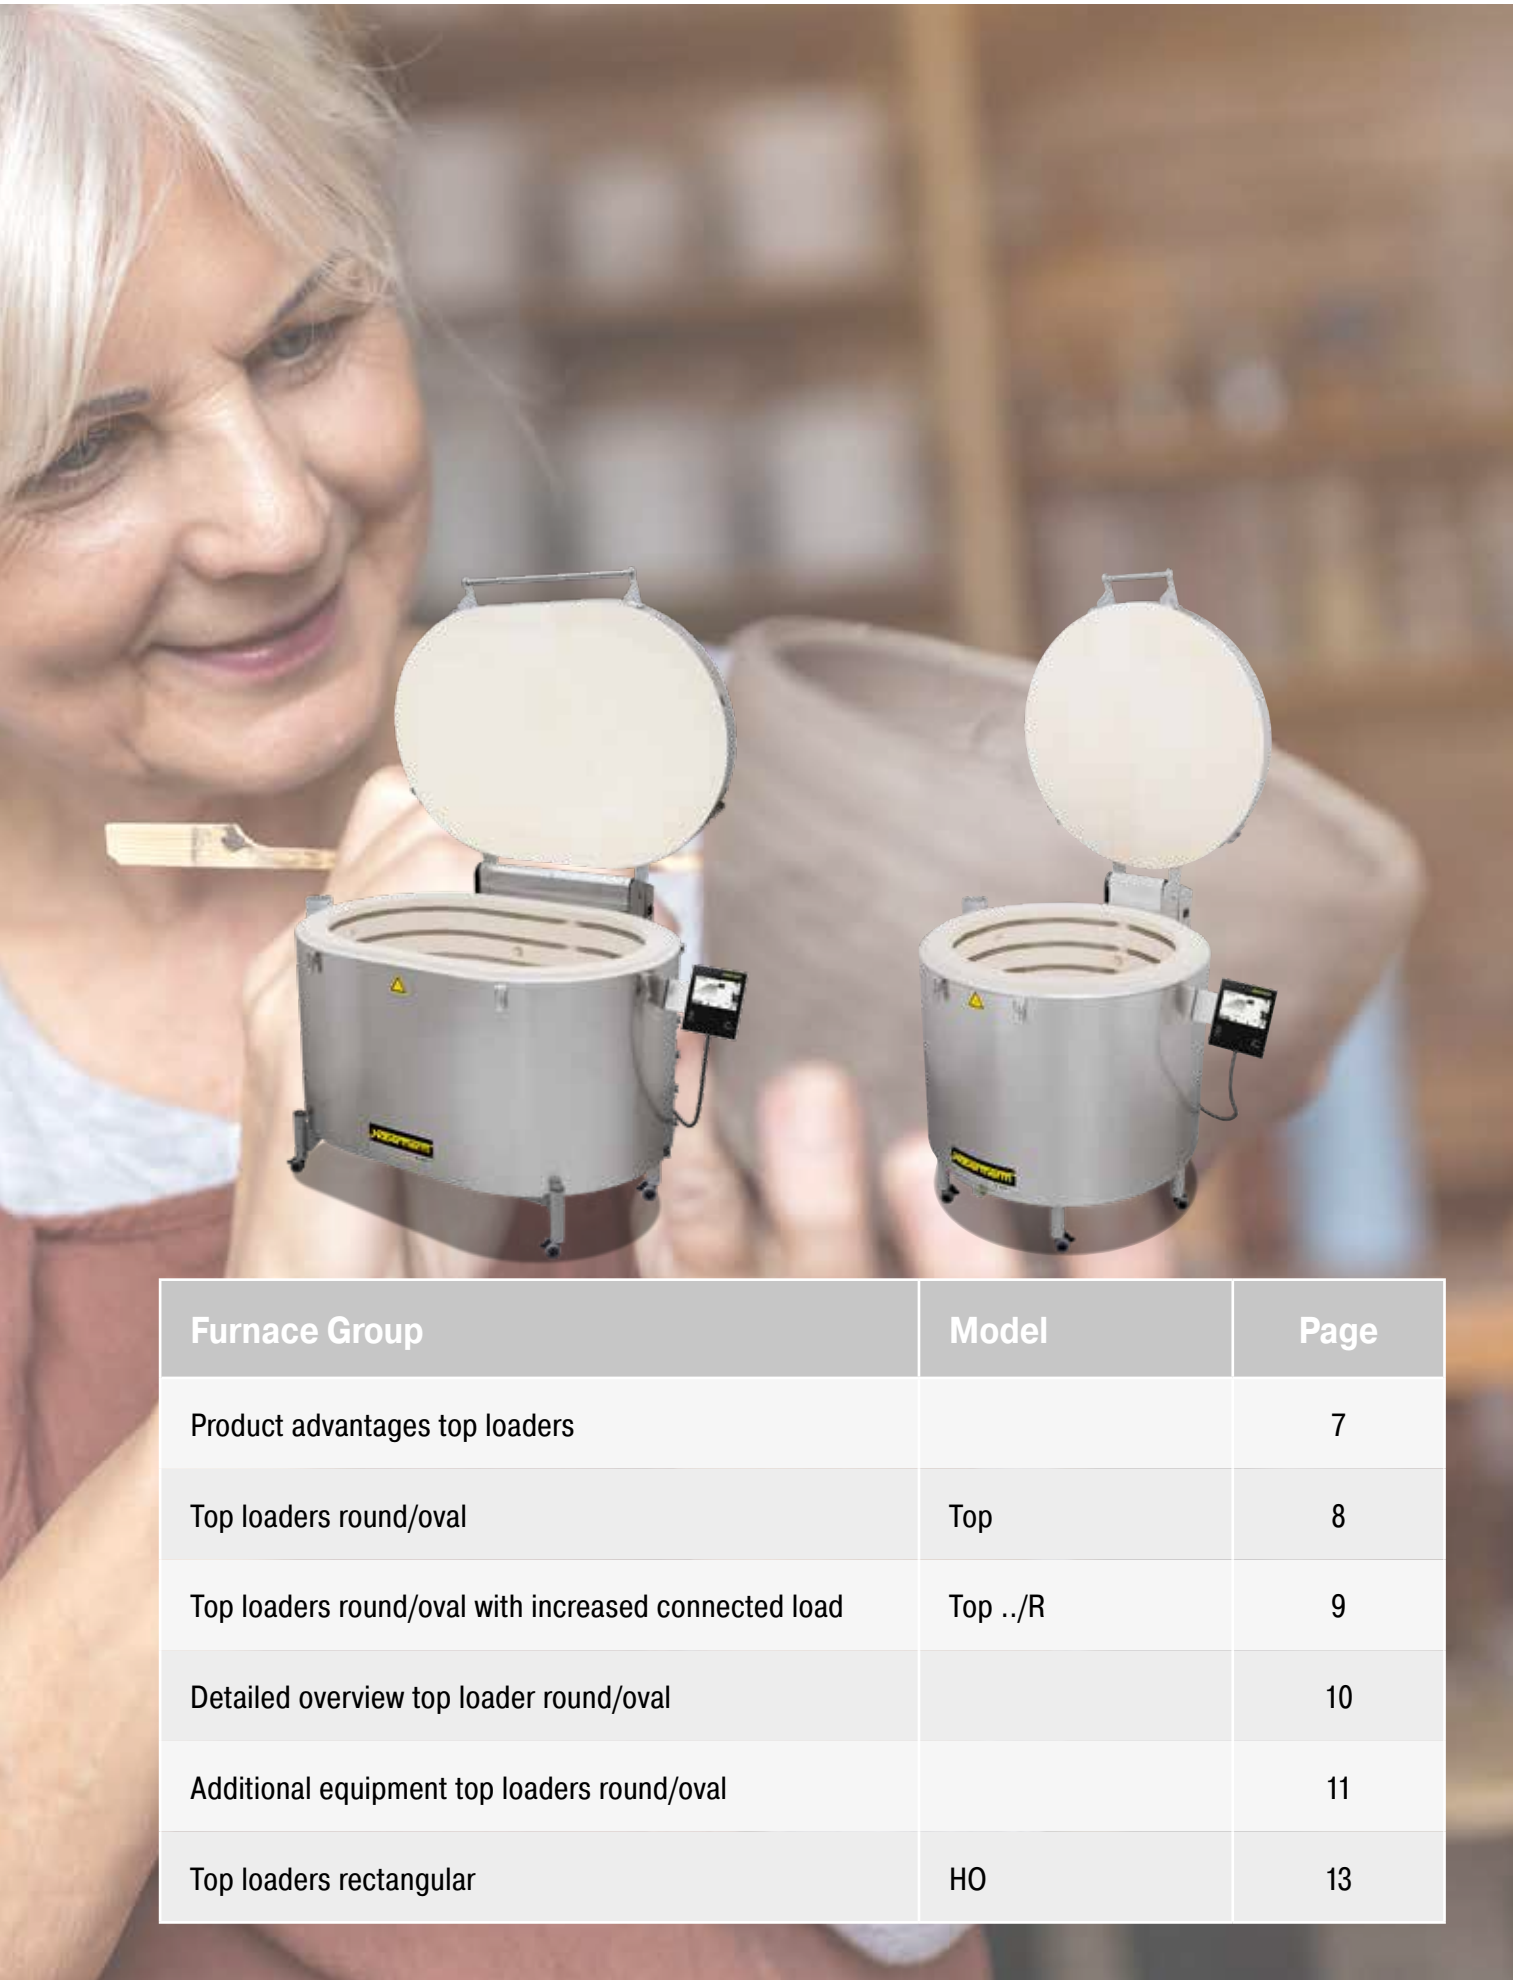 Furnace Group Model Page
Product advantages top loaders 7
Top loaders round/oval Top 8
Top loaders round/oval with increased connected load Top ../R 9
Detailed overview top loader round/oval 10
Additional equipment top loaders round/oval 11
Top loaders rectangular HO 13